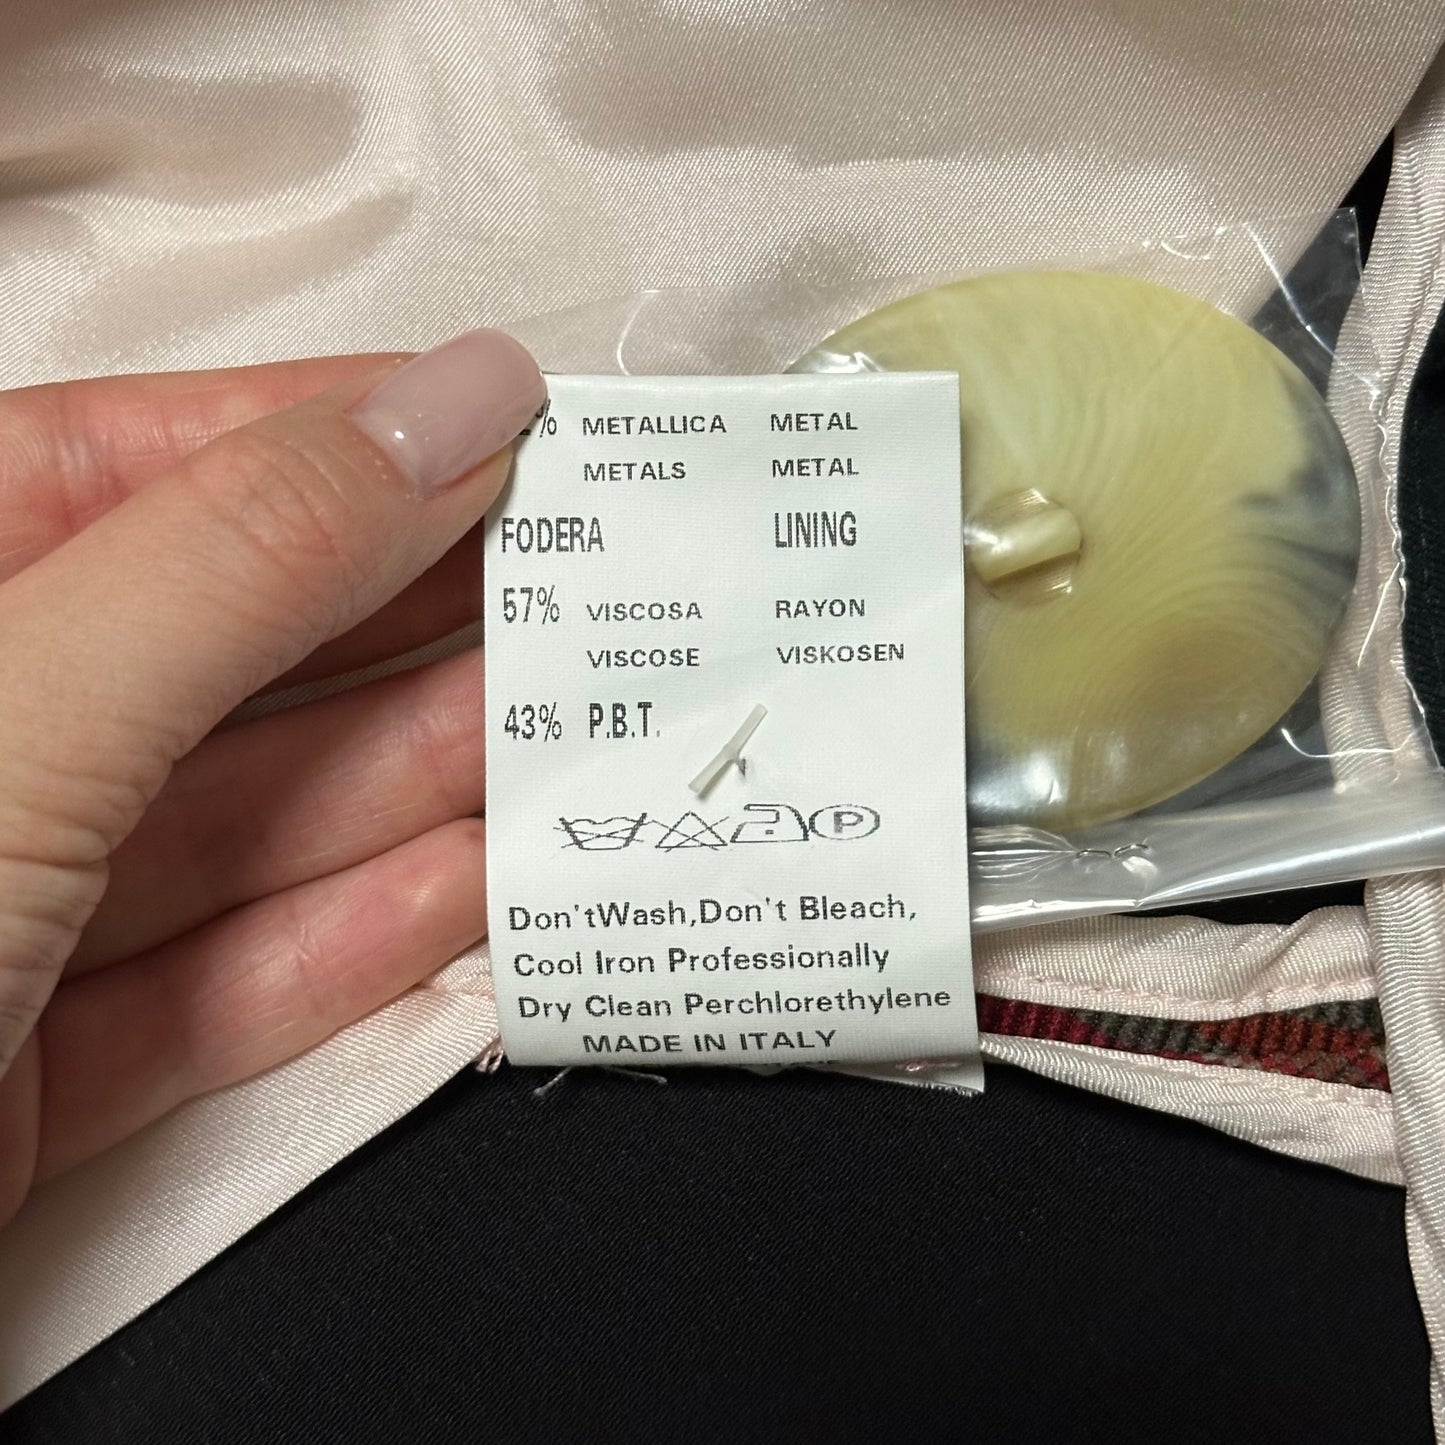 % METALLICA METAL
METALS METAL
FODERA LINING
57% VISCOSA RAYON
VISCOSE VISKOSEN
43% P.B.T.
P
Don'tWash,Don't Bleach,
Cool Iron Professionally
Dry Clean Perchlorethylene
MADE IN ITALY